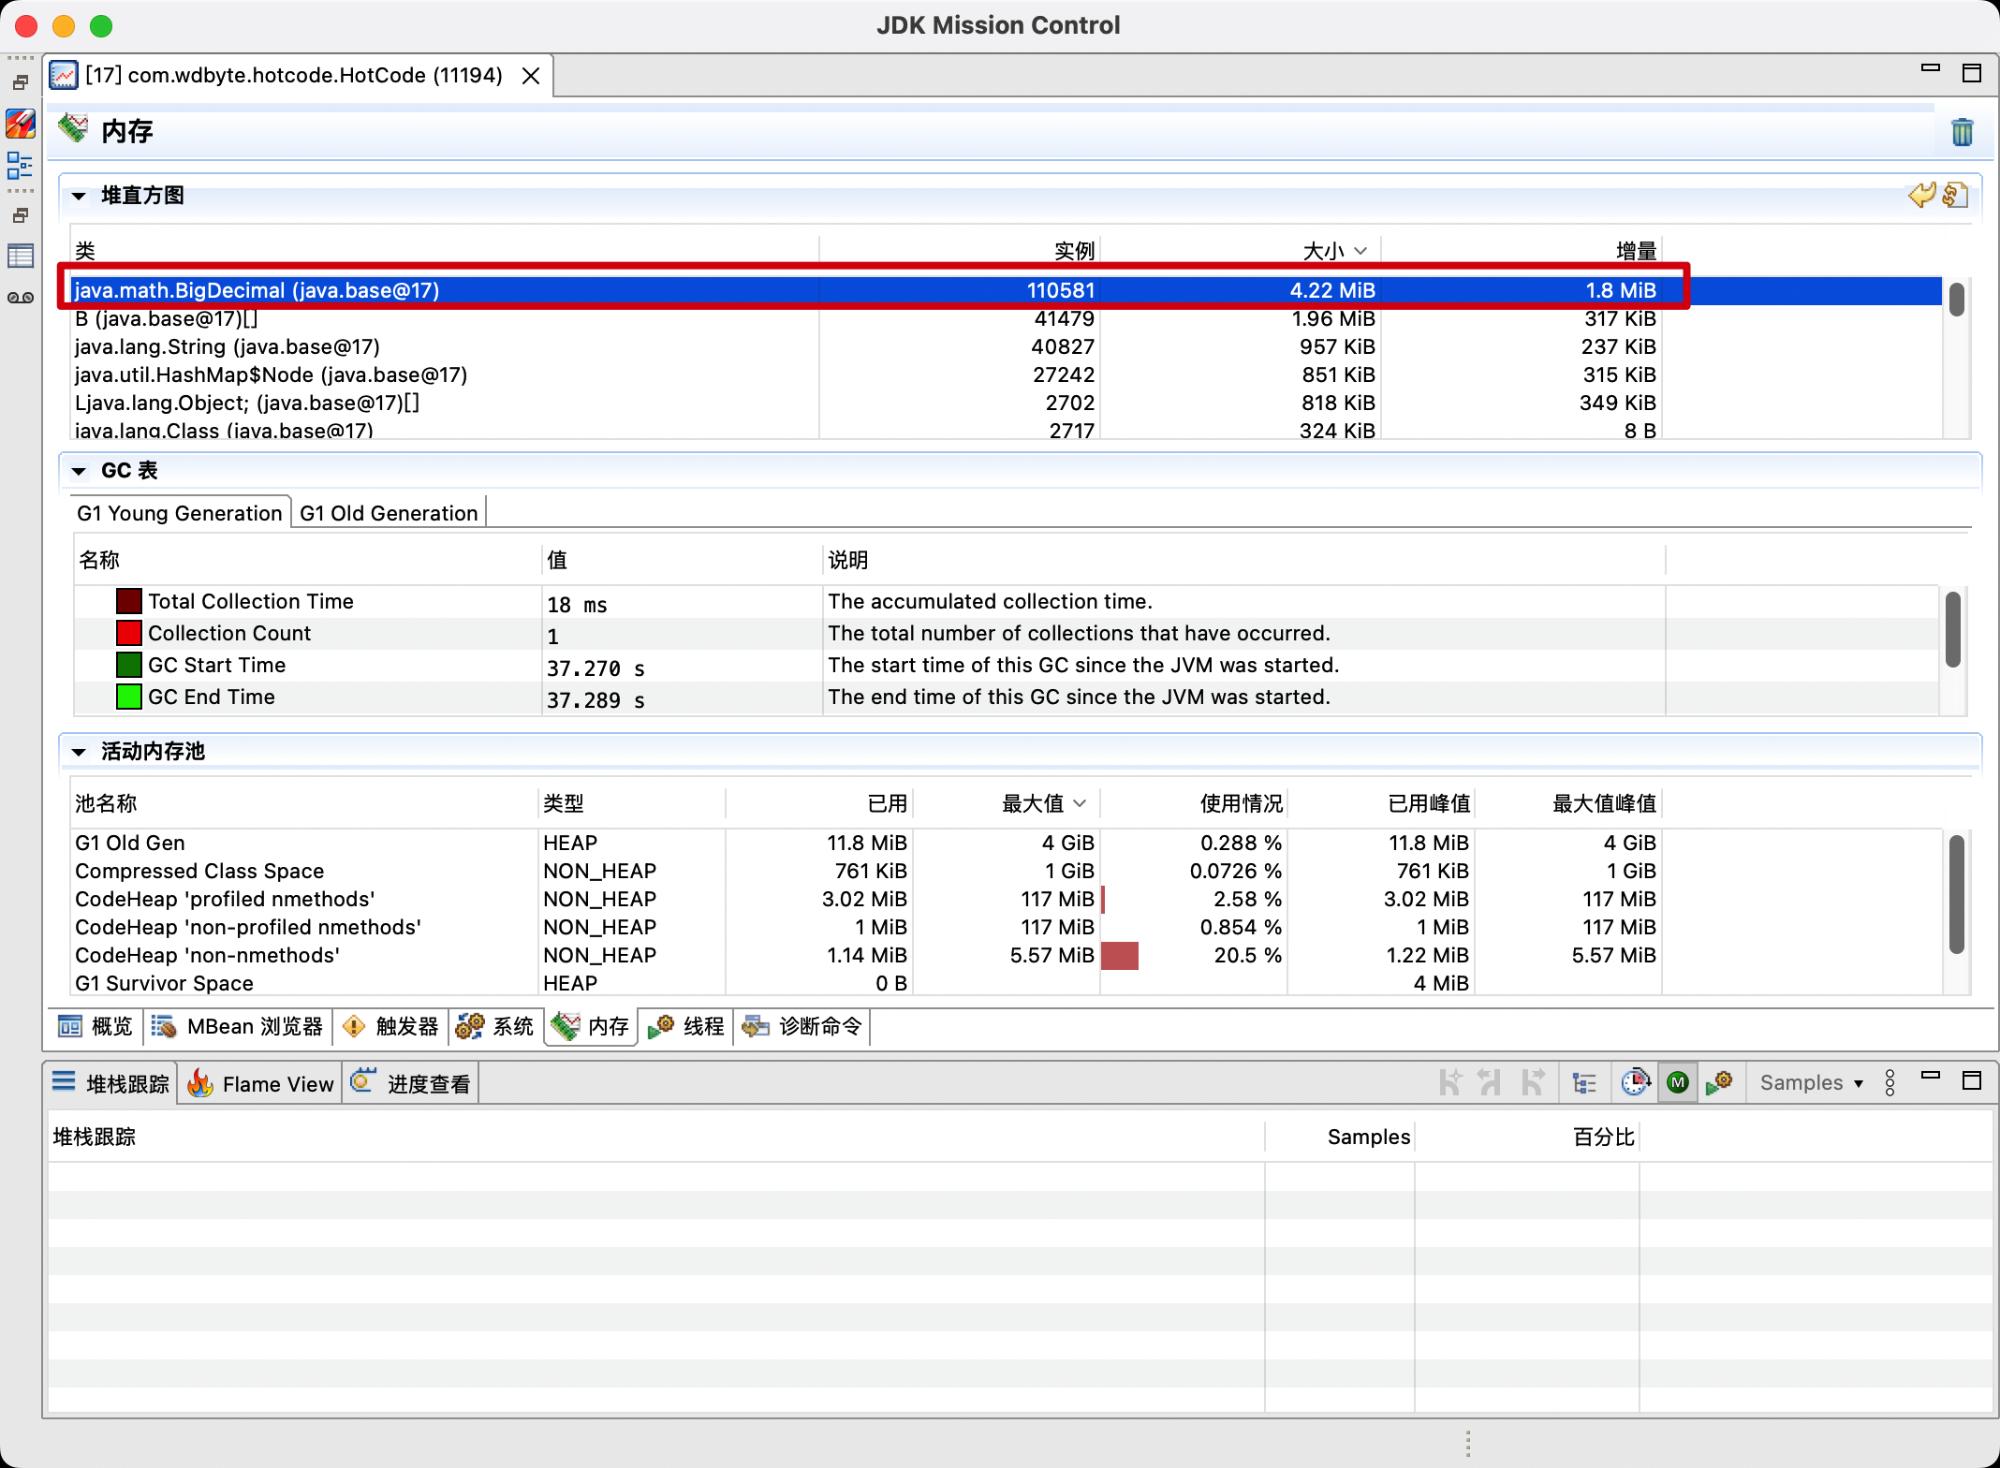 JDK Mission Control
[17] com.wdbyte.hotcode.HotCode (11194)
内存
堆直方图
类 实例 大小 增量
java.math.BigDecimal (java.base@17) 110581 4.22 MiB 1.8 MiB
B (java.base@17)[] 41479 1.96 MiB 317 KiB
java.lang.String (java.base@17) 40827 957 KiB 237 KiB
java.util.HashMap$Node (java.base@17) 27242 851 KiB 315 KiB
Ljava.lang.Object; (java.base@17)[] 2702 818 KiB 349 KiB
java.lang.Class (java.base@17) 2717 324 KiB 8 B
GC 表
G1 Young Generation G1 Old Generation
名称 值 说明
Total Collection Time 18 ms The accumulated collection time.
Collection Count 1 The total number of collections that have occurred.
GC Start Time 37.270 s The start time of this GC since the JVM was started.
GC End Time 37.289 s The end time of this GC since the JVM was started.
活动内存池
池名称 类型 已用 最大值 使用情况 已用峰值 最大值峰值
G1 Old Gen HEAP 11.8 MiB 4 GiB 0.288 % 11.8 MiB 4 GiB
Compressed Class Space NON_HEAP 761 KiB 1 GiB 0.0726 % 761 KiB 1 GiB
CodeHeap 'profiled nmethods' NON_HEAP 3.02 MiB 117 MiB 2.58 % 3.02 MiB 117 MiB
CodeHeap 'non-profiled nmethods' NON_HEAP 1 MiB 117 MiB 0.854 % 1 MiB 117 MiB
CodeHeap 'non-nmethods' NON_HEAP 1.14 MiB 5.57 MiB 20.5 % 1.22 MiB 5.57 MiB
G1 Survivor Space HEAP 0 B 4 MiB
概览 MBean 浏览器 触发器 系统 内存 线程 诊断命令
堆栈跟踪 Flame View 进度查看 M Samples
堆栈跟踪 Samples 百分比